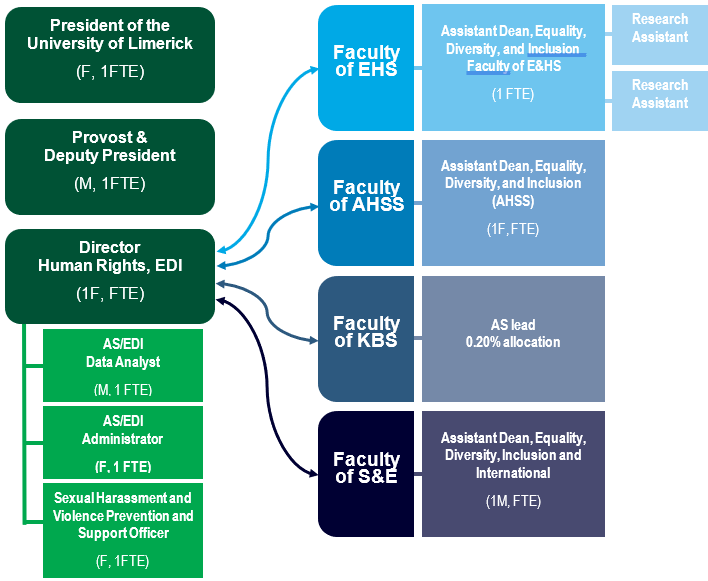 President of the
University of Limerick
(F, 1FTE)
Provost &
Deputy President
(M, 1FTE)
Director
Human Rights, EDI
(1F, FTE)
AS/EDI
Data Analyst
(M, 1 FTE)
AS/EDI
Administrator
(F, 1 FTE)
Sexual Harassment and
Violence Prevention and
Support Officer
(F, 1FTE)
Faculty
of EHS
Assistant Dean, Equality,
Diversity, and Inclusion
Faculty of E&HS
(1 FTE)
Research
Assistant
Research
Assistant
Faculty
of AHSS
Assistant Dean, Equality,
Diversity, and Inclusion
(AHSS)
(1F, FTE)
Faculty
of KBS
AS lead
0.20% allocation
Faculty
of S&E
Assistant Dean, Equality,
Diversity, Inclusion and
International
(1M, FTE)